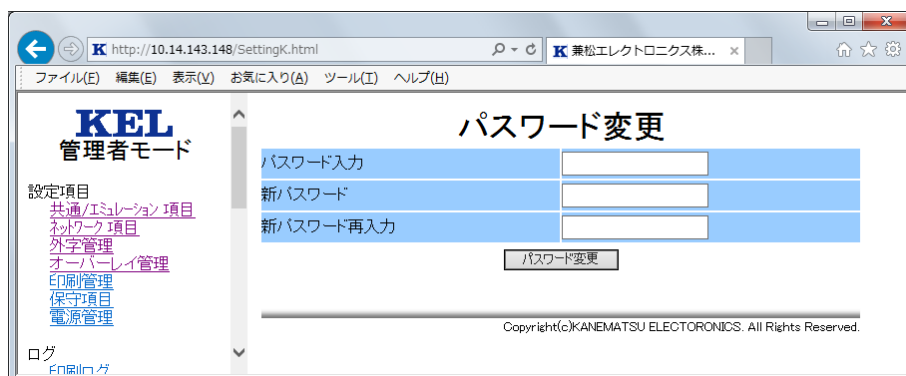 http://10.14.143.148/SettingK.html
兼松エレクトロニクス株...
ファイル(F) 編集(E) 表示(V) お気に入り(A) ツール(T) ヘルプ(H)
KEL
管理者モード
設定項目
共通/エミュレーション項目
ネットワーク項目
外字管理
オーバーレイ管理
印刷管理
保守項目
電源管理
ログ
印刷ログ
パスワード変更
パスワード入力
新パスワード
新パスワード再入力
パスワード変更
Copyright(c)KANEMATSU ELECTORONICS. All Rights Reserved.